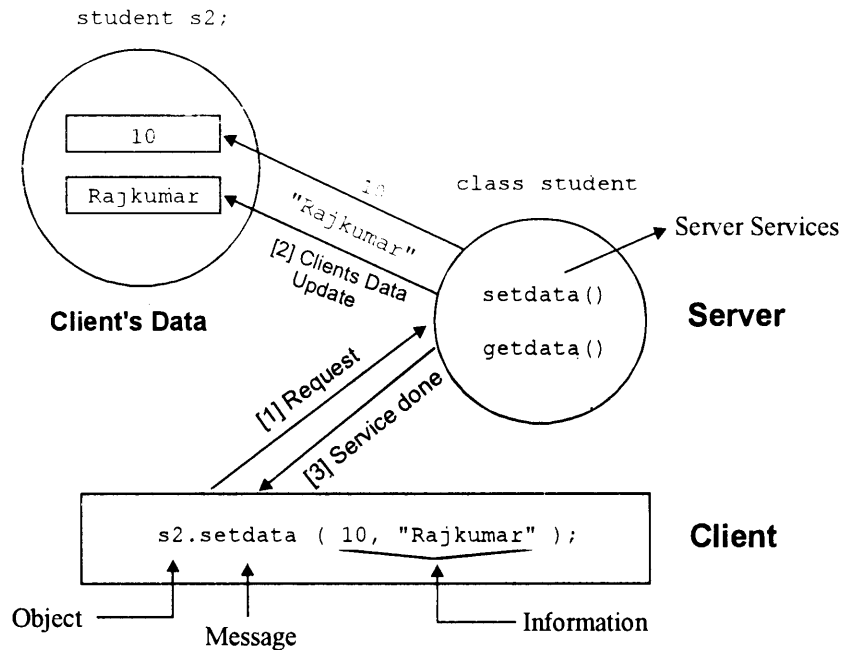 student s2;
10
Rajkumar
10
"Rajkumar"
[2] Clients Data
Update
Client's Data
class student
Server Services
setdata()
getdata()
Server
[1] Request
[3] Service done
s2.setdata ( 10, "Rajkumar" );
Client
Object
Message
Information